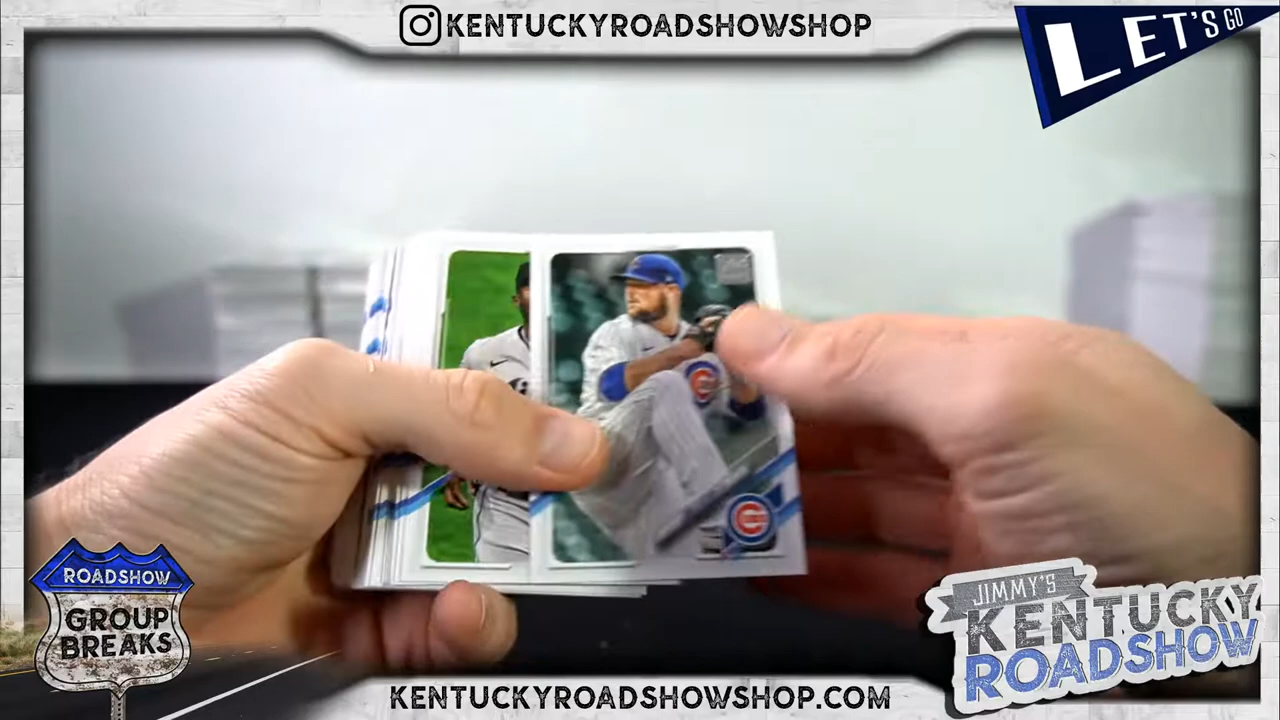 KENTUCKYROADSHOWSHOP
LET'S GO
ROADSHOW
GROUP
BREAKS
JIMMY'S
KENTUCKY
ROADSHOW
KENTUCKYROADSHOWSHOP.COM